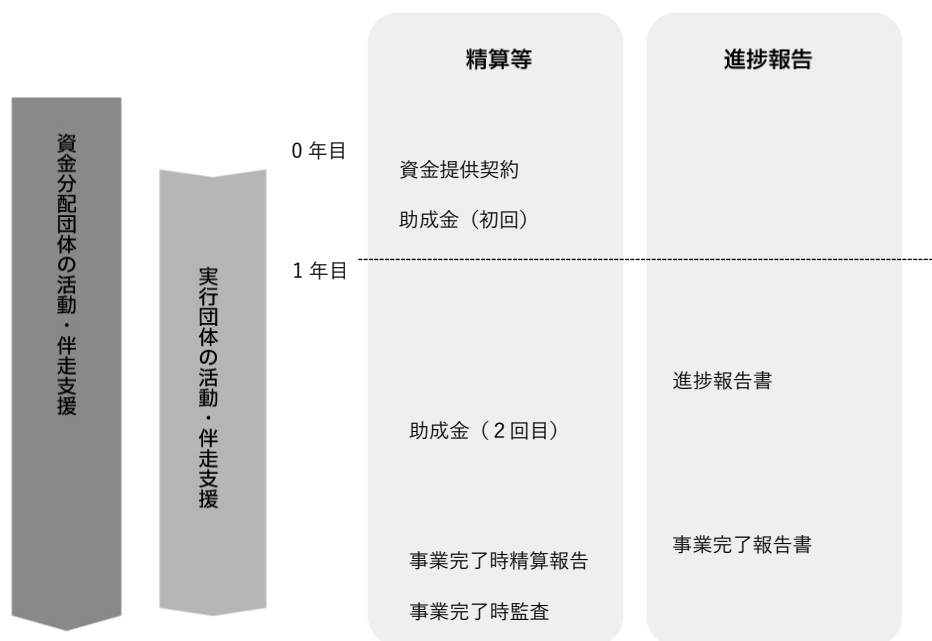 精算等
進捗報告
資金分配団体の活動・伴走支援
実行団体の活動・伴走支援
0 年目
資金提供契約
助成金（初回）
1 年目
進捗報告書
助成金（２回目）
事業完了報告書
事業完了時精算報告
事業完了時監査